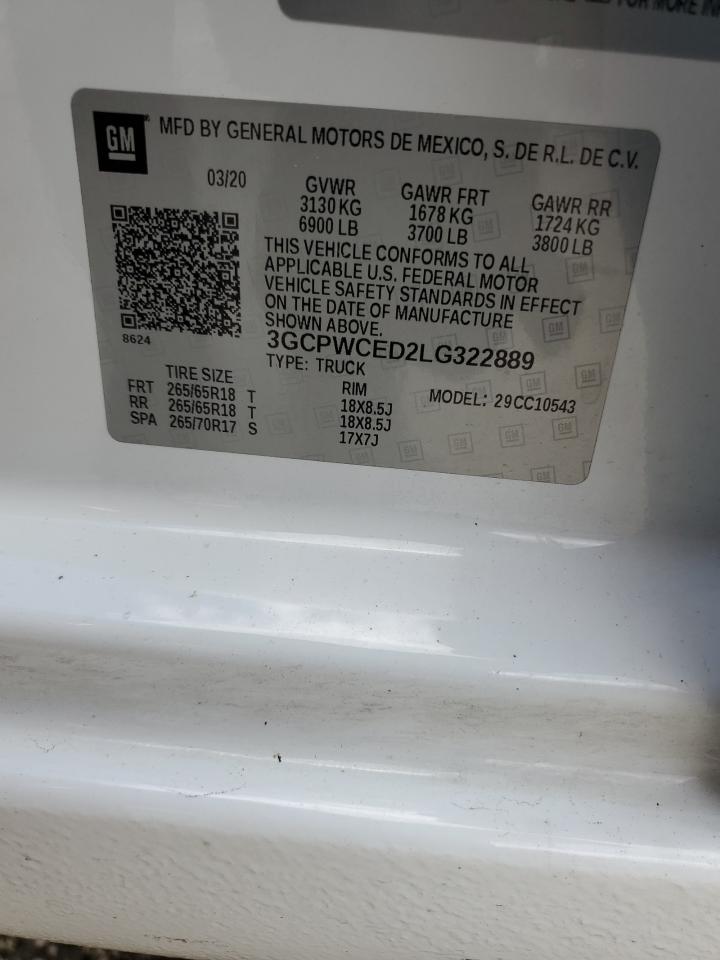 FOR MORE
GM
MFD BY GENERAL MOTORS DE MEXICO, S. DE R.L. DE C.V.
03/20
GVWR
3130 KG
6900 LB
GAWR FRT
1678 KG
3700 LB
GAWR RR
1724 KG
3800 LB
THIS VEHICLE CONFORMS TO ALL
APPLICABLE U.S. FEDERAL MOTOR
VEHICLE SAFETY STANDARDS IN EFFECT
ON THE DATE OF MANUFACTURE
SHOWN ABOVE.
8624
3GCPWCED2LG322889
TYPE: TRUCK
MODEL: 29CC10543
TIRE SIZE RIM
FRT 265/65R18 T 18X8.5J
RR 265/65R18 T 18X8.5J
SPA 265/70R17 S 17X7J